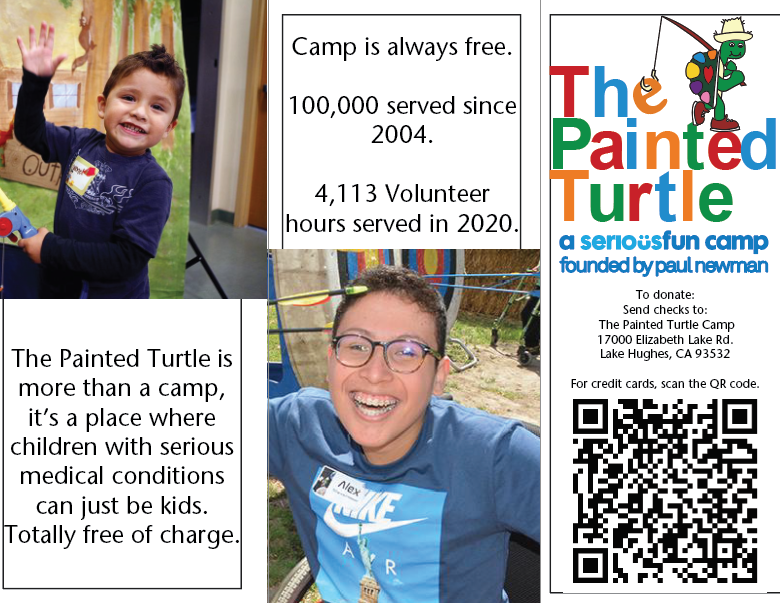 Out
The Painted Turtle is
more than a camp,
it's a place where
children with serious
medical conditions
can just be kids.
Totally free of charge.
Camp is always free.
100,000 served since
2004.
4,113 Volunteer
hours served in 2020.
Alex
NIKE
A I R
The
Painted
Turtle
a seriousfun camp
founded by paul newman
To donate:
Send checks to:
The Painted Turtle Camp
17000 Elizabeth Lake Rd.
Lake Hughes, CA 93532
For credit cards, scan the QR code.